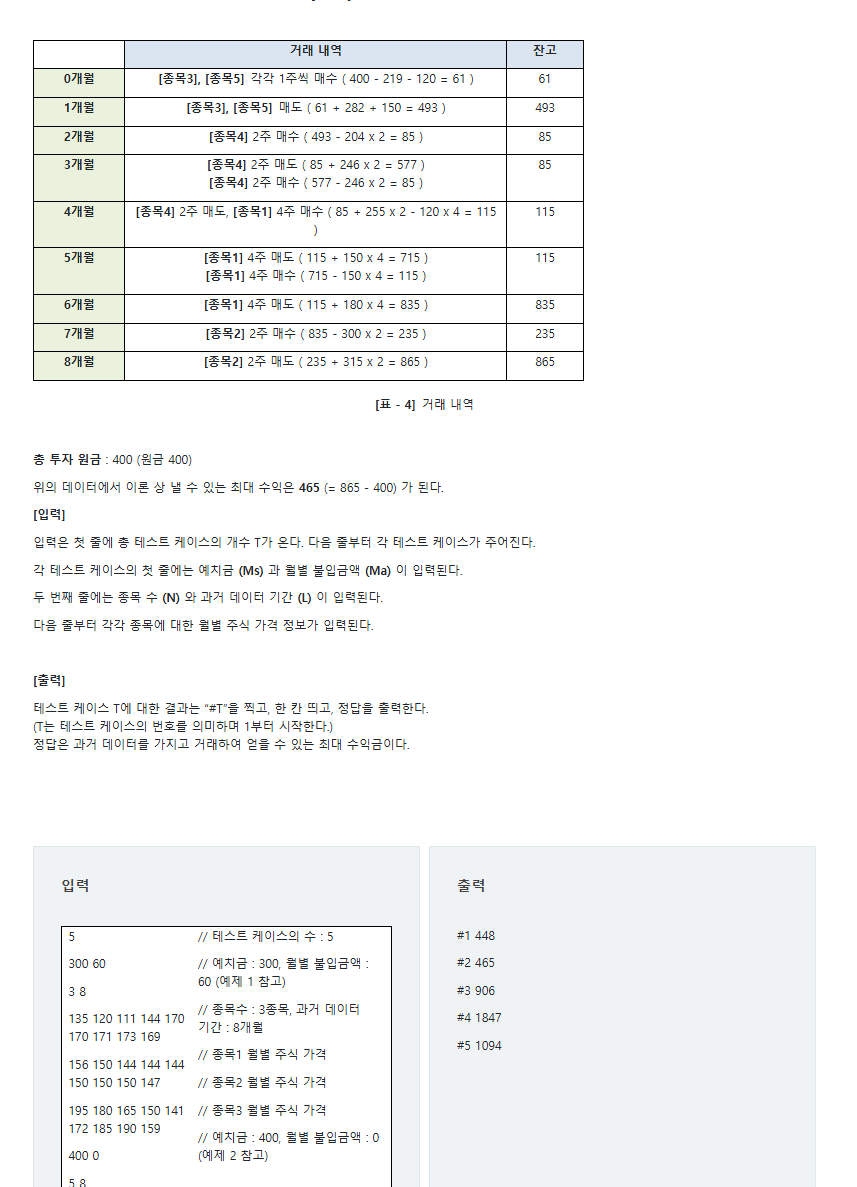 거래 내역 잔고
0개월 [종목3], [종목5] 각각 1주씩 매수 ( 400 - 219 - 120 = 61 ) 61
1개월 [종목3], [종목5] 매도 ( 61 + 282 + 150 = 493 ) 493
2개월 [종목4] 2주 매수 ( 493 - 204 x 2 = 85 ) 85
3개월 [종목4] 2주 매도 ( 85 + 246 x 2 = 577 ) 85
[종목4] 2주 매수 ( 577 - 246 x 2 = 85 )
4개월 [종목4] 2주 매도, [종목1] 4주 매수 ( 85 + 255 x 2 - 120 x 4 = 115 115
)
5개월 [종목1] 4주 매도 ( 115 + 150 x 4 = 715 ) 115
[종목1] 4주 매수 ( 715 - 150 x 4 = 115 )
6개월 [종목1] 4주 매도 ( 115 + 180 x 4 = 835 ) 835
7개월 [종목2] 2주 매수 ( 835 - 300 x 2 = 235 ) 235
8개월 [종목2] 2주 매도 ( 235 + 315 x 2 = 865 ) 865
[표 - 4] 거래 내역
총 투자 원금 : 400 (원금 400)
위의 데이터에서 이론 상 낼 수 있는 최대 수익은 465 (= 865 - 400) 가 된다.
[입력]
입력은 첫 줄에 총 테스트 케이스의 개수 T가 온다. 다음 줄부터 각 테스트 케이스가 주어진다.
각 테스트 케이스의 첫 줄에는 예치금 (Ms) 과 월별 불입금액 (Ma) 이 입력된다.
두 번째 줄에는 종목 수 (N) 와 과거 데이터 기간 (L) 이 입력된다.
다음 줄부터 각각 종목에 대한 월별 주식 가격 정보가 입력된다.
[출력]
테스트 케이스 T에 대한 결과는 “#T”을 찍고, 한 칸 띄고, 정답을 출력한다.
(T는 테스트 케이스의 번호를 의미하며 1부터 시작한다.)
정답은 과거 데이터를 가지고 거래하여 얻을 수 있는 최대 수익금이다.
입력
5 // 테스트 케이스의 수 : 5
300 60 // 예치금 : 300, 월별 불입금액 :
60 (예제 1 참고)
3 8 // 종목수 : 3종목, 과거 데이터
기간 : 8개월
135 120 111 144 170 // 종목1 월별 주식 가격
170 171 173 169
156 150 144 144 144 // 종목2 월별 주식 가격
150 150 150 147
195 180 165 150 141 // 종목3 월별 주식 가격
172 185 190 159
400 0 // 예치금 : 400, 월별 불입금액 : 0
(예제 2 참고)
5 8
출력
#1 448
#2 465
#3 906
#4 1847
#5 1094